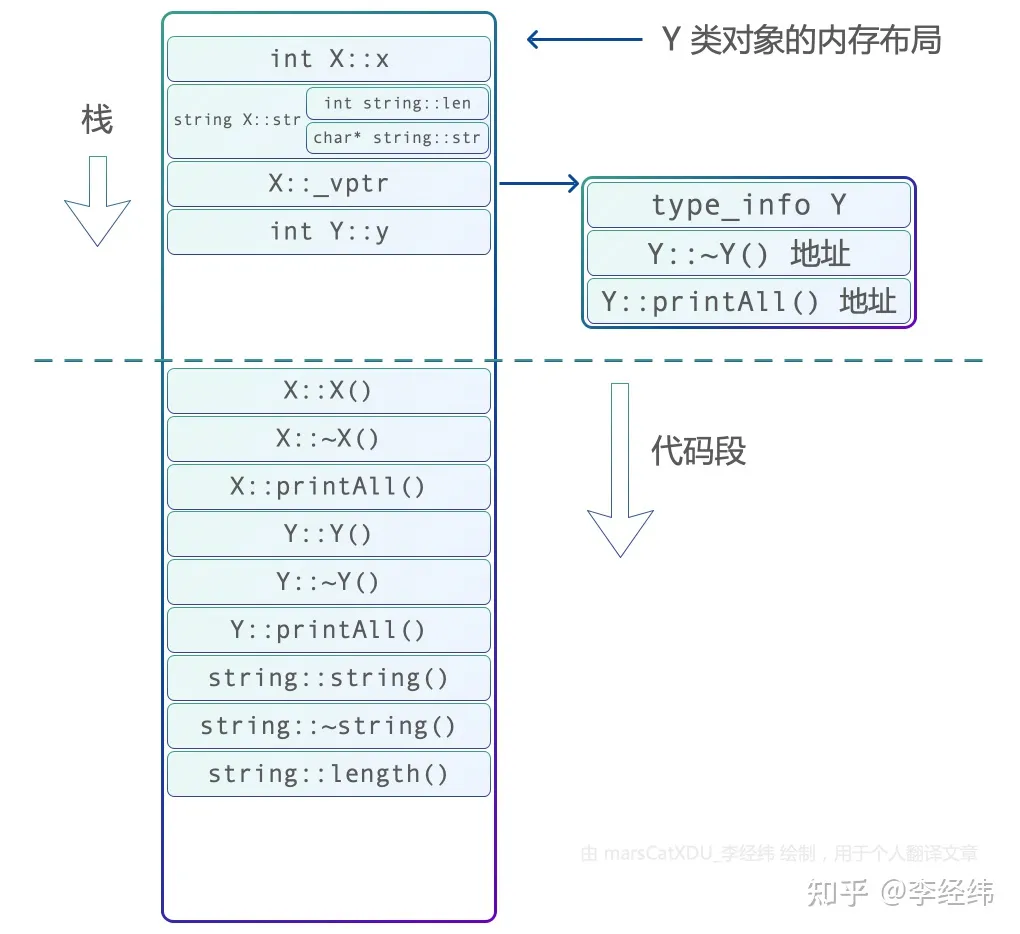 Y 类对象的内存布局
int X::x
栈
string X::str
int string::len
char* string::str
X::_vptr
int Y::y
type_info Y
Y::~Y() 地址
Y::printAll() 地址
X::X()
X::~X()
X::printAll()
Y::Y()
Y::~Y()
Y::printAll()
string::string()
string::~string()
string::length()
代码段
由 marsCatXDU_李经纬 绘制，用于个人翻译文章
知乎 @李经纬